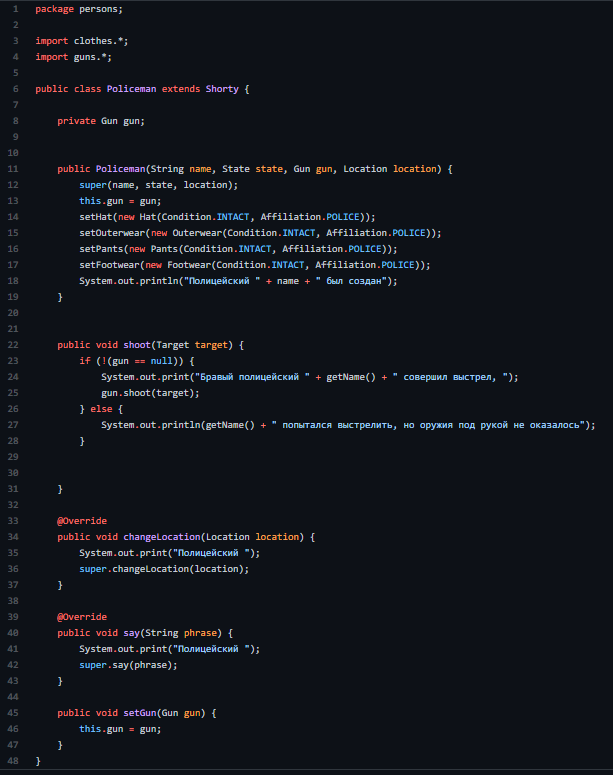 1 package persons;
2
3 import clothes.*;
4 import guns.*;
5
6 public class Policeman extends Shorty {
7
8     private Gun gun;
9
10
11     public Policeman(String name, State state, Gun gun, Location location) {
12         super(name, state, location);
13         this.gun = gun;
14         setHat(new Hat(Condition.INTACT, Affiliation.POLICE));
15         setOuterwear(new Outerwear(Condition.INTACT, Affiliation.POLICE));
16         setPants(new Pants(Condition.INTACT, Affiliation.POLICE));
17         setFootwear(new Footwear(Condition.INTACT, Affiliation.POLICE));
18         System.out.println("Полицейский " + name + " был создан");
19     }
20
21
22     public void shoot(Target target) {
23         if (!(gun == null)) {
24             System.out.print("Бравый полицейский " + getName() + " совершил выстрел, ");
25             gun.shoot(target);
26         } else {
27             System.out.println(getName() + " попытался выстрелить, но оружия под рукой не оказалось");
28         }
29
30
31     }
32
33     @Override
34     public void changeLocation(Location location) {
35         System.out.print("Полицейский ");
36         super.changeLocation(location);
37     }
38
39     @Override
40     public void say(String phrase) {
41         System.out.print("Полицейский ");
42         super.say(phrase);
43     }
44
45     public void setGun(Gun gun) {
46         this.gun = gun;
47     }
48 }